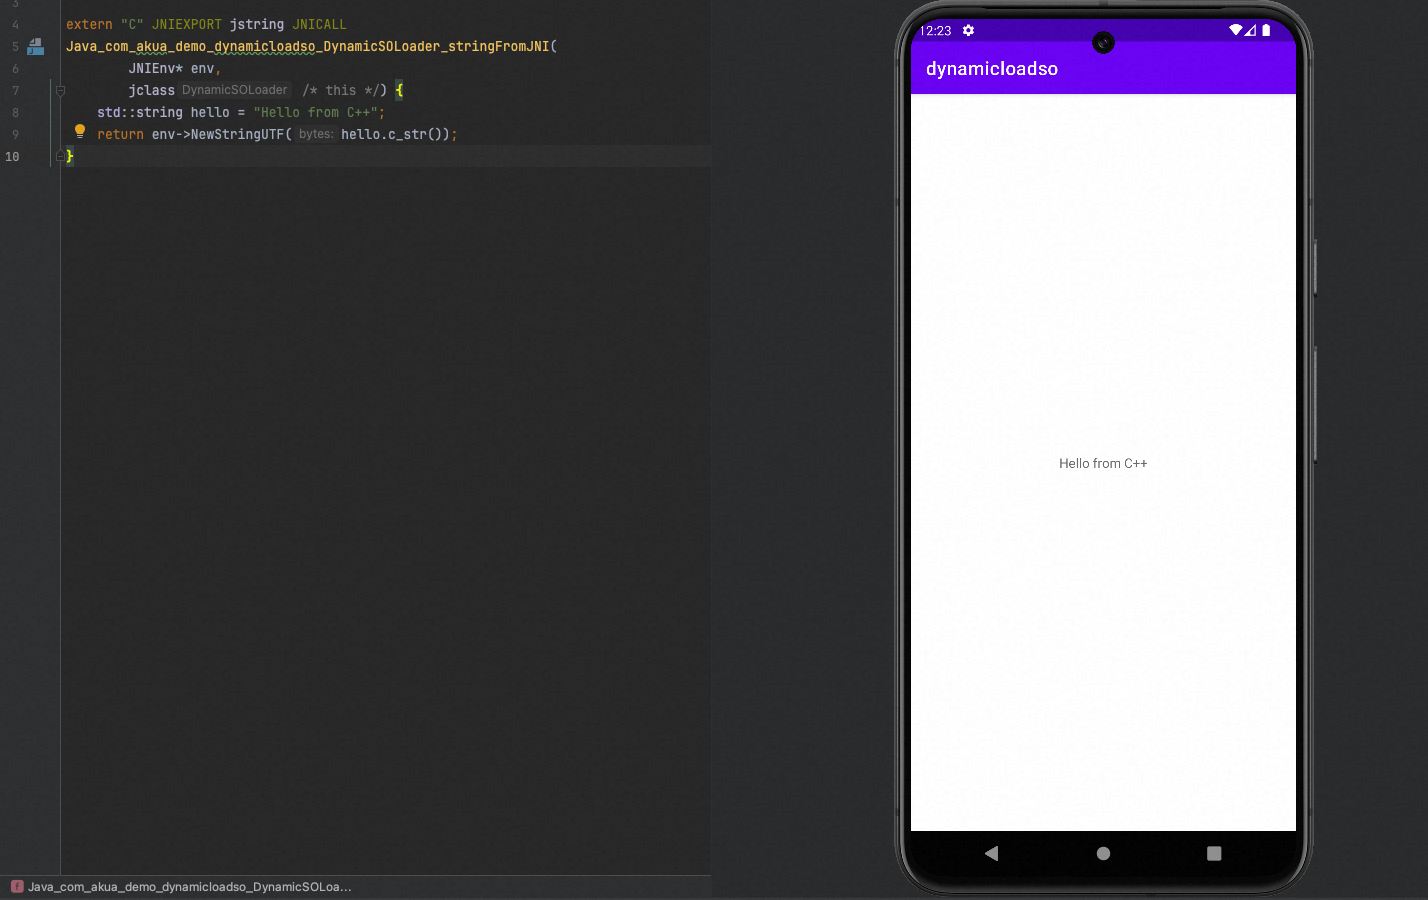 3
4 extern "C" JNIEXPORT jstring JNICALL
5 Java_com_akua_demo_dynamicloadso_DynamicSOLoader_stringFromJNI(
6 JNIEnv* env,
7 jclass DynamicSOLoader /* this */) {
8 std::string hello = "Hello from C++";
9 return env->NewStringUTF( bytes: hello.c_str());
10 }
f Java_com_akua_demo_dynamicloadso_DynamicSOLoa...
12:23
dynamicloadso
Hello from C++